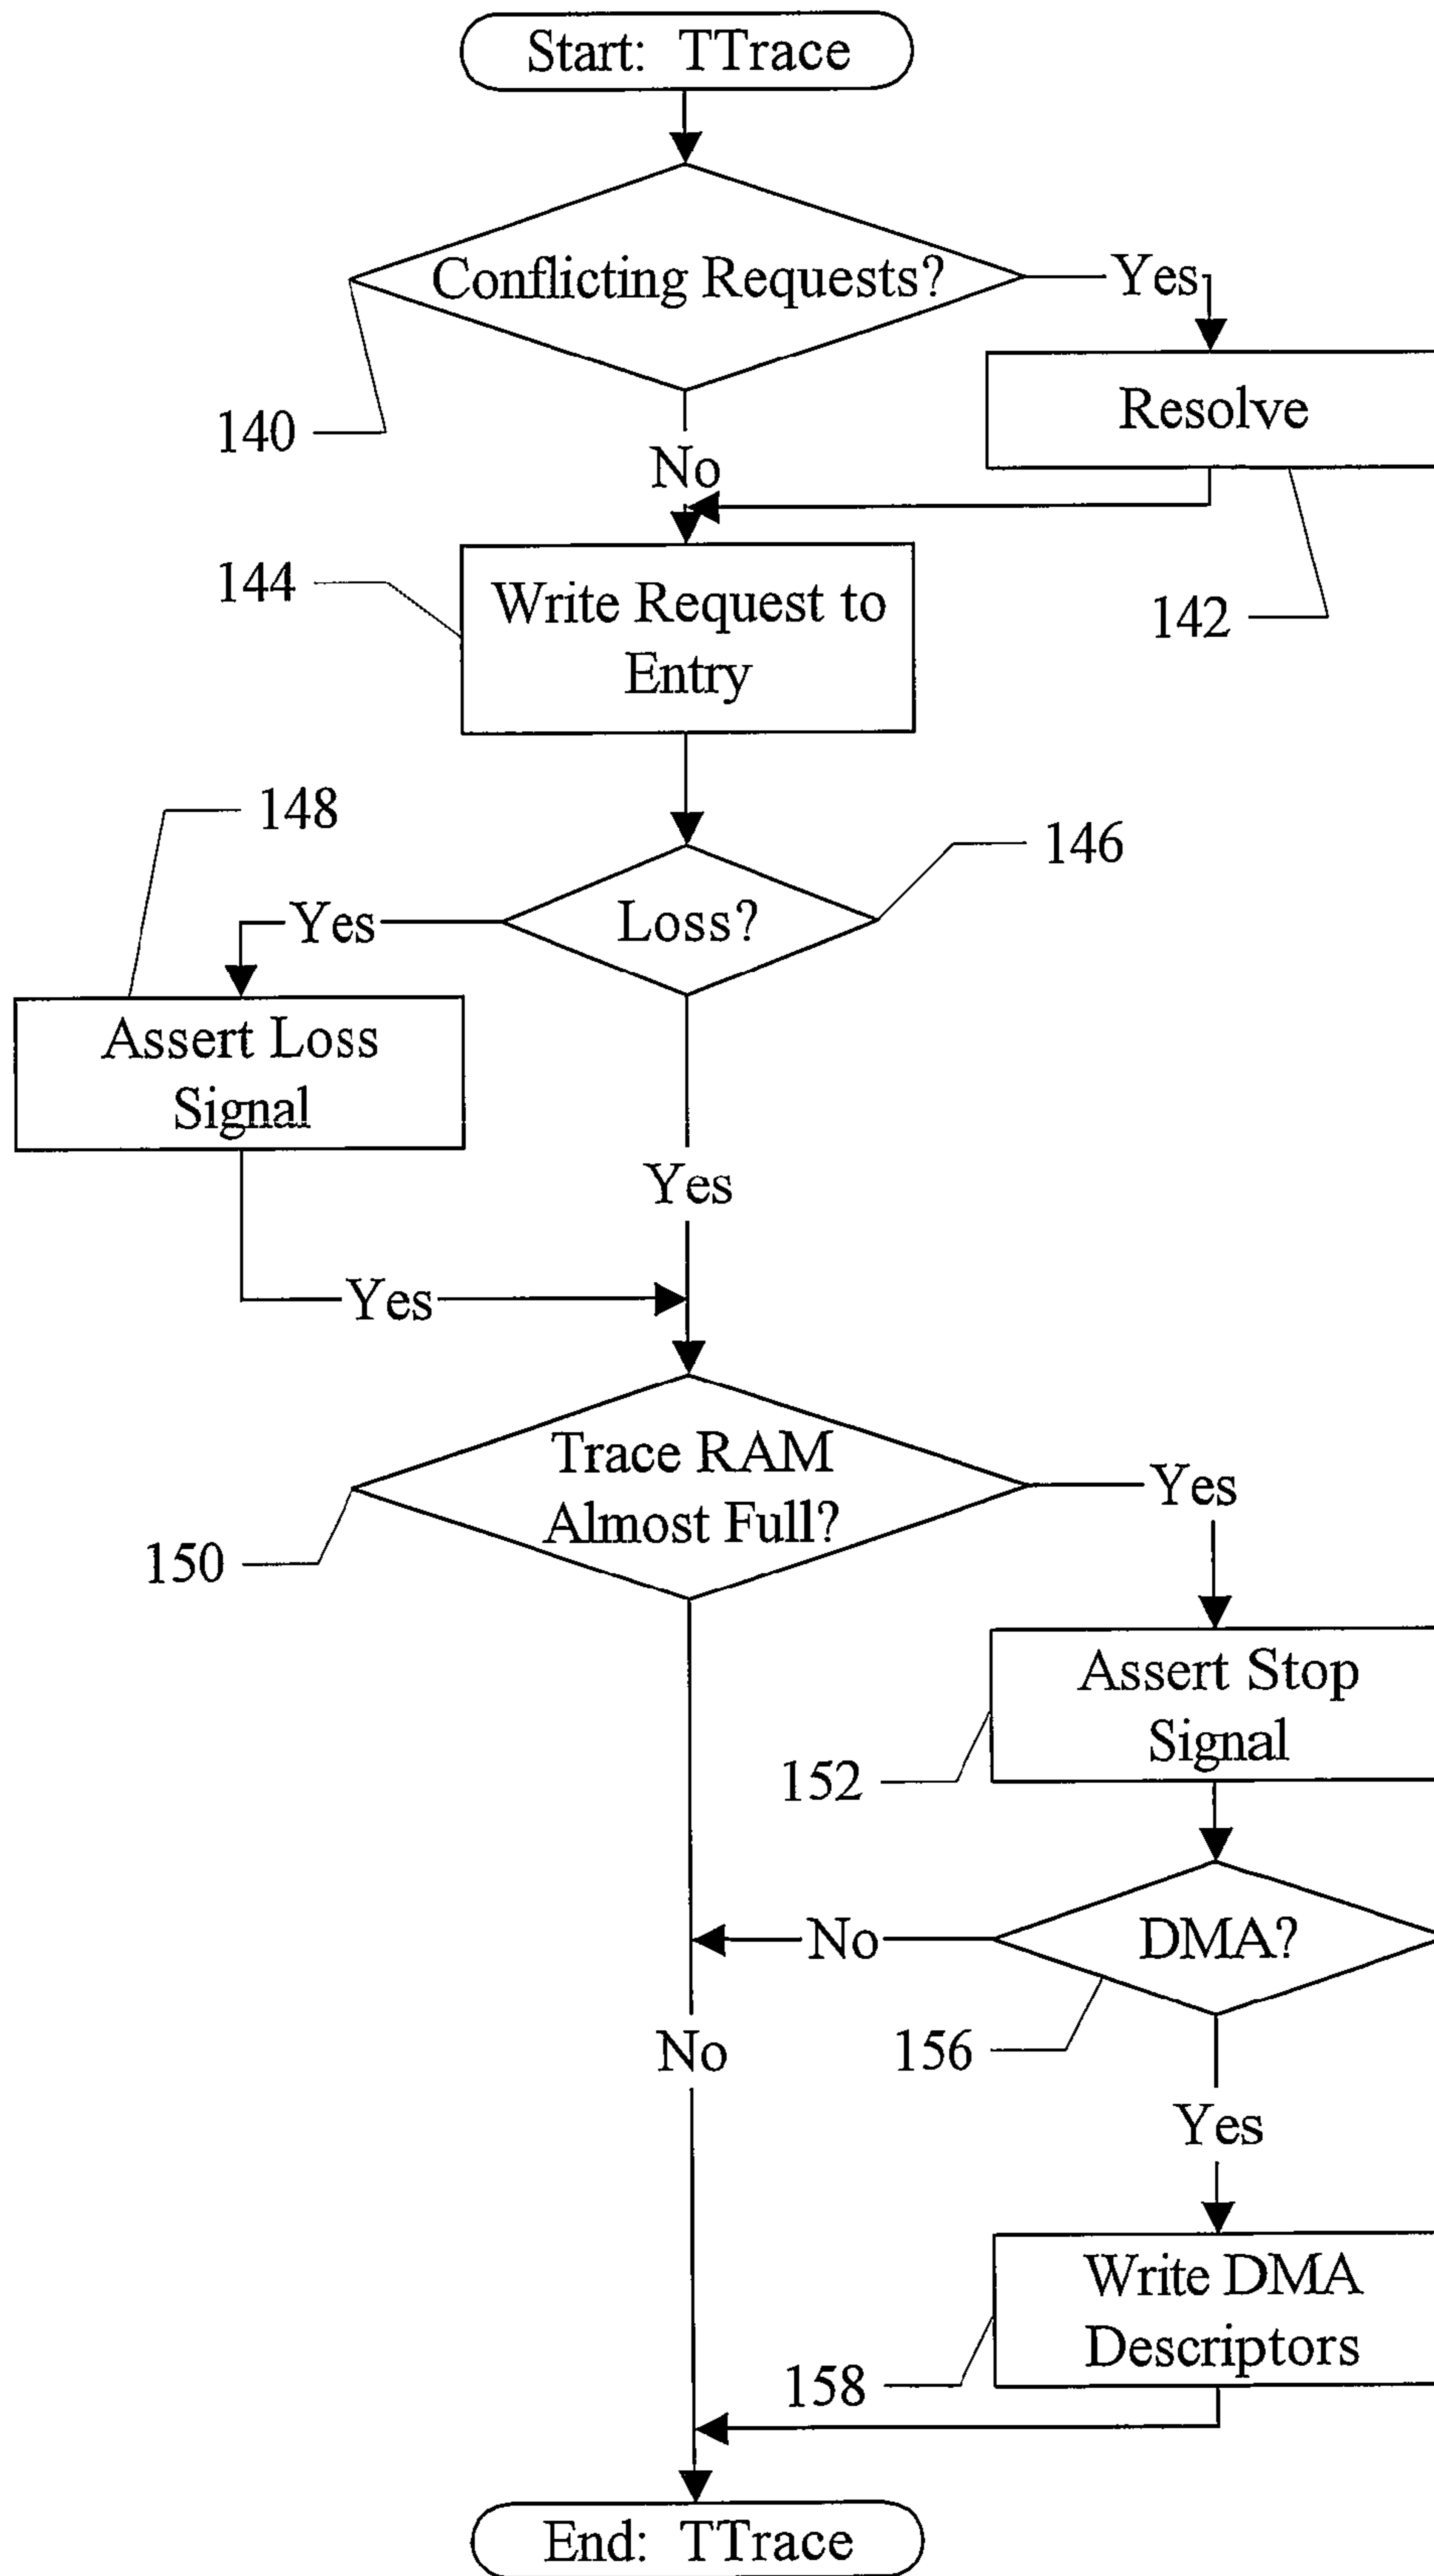 Start: TTrace
Conflicting Requests?
Yes
Resolve
140
No
144
Write Request to
Entry
142
148
146
Yes
Loss?
Assert Loss
Signal
Yes
Yes
Trace RAM
Almost Full?
Yes
150
Assert Stop
Signal
152
No
DMA?
No
156
Yes
Write DMA
Descriptors
158
End: TTrace